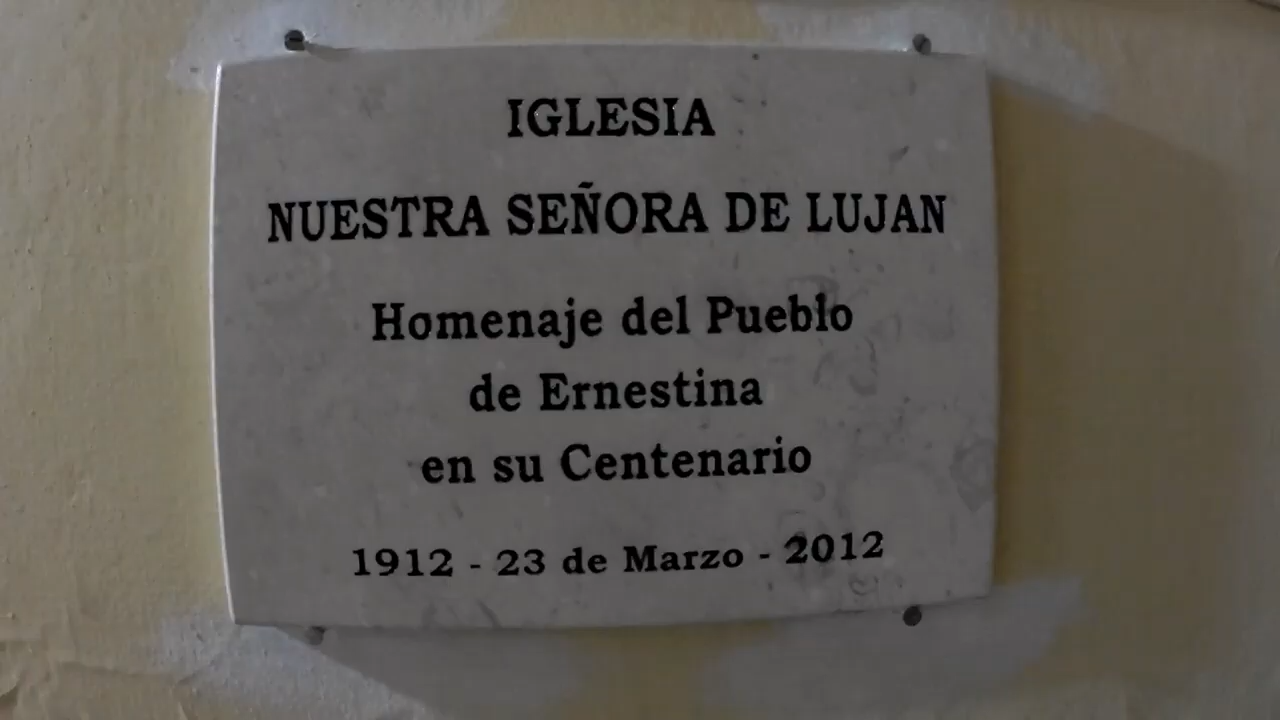 IGLESIA
NUESTRA SEÑORA DE LUJAN
Homenaje del Pueblo
de Ernestina
en su Centenario
1912 - 23 de Marzo - 2012